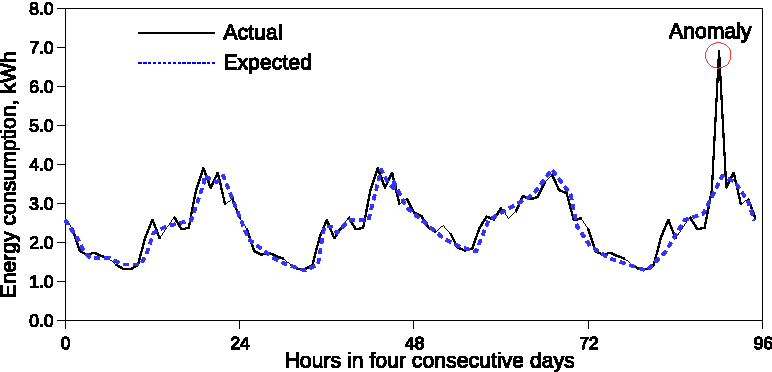 8.0
Actual
Anomaly
7.0
Expected
6.0
5.0
4.0
3.0
2.0
1.0
0.0
Energy consumption, kWh
0 24 48 72 96
Hours in four consecutive days